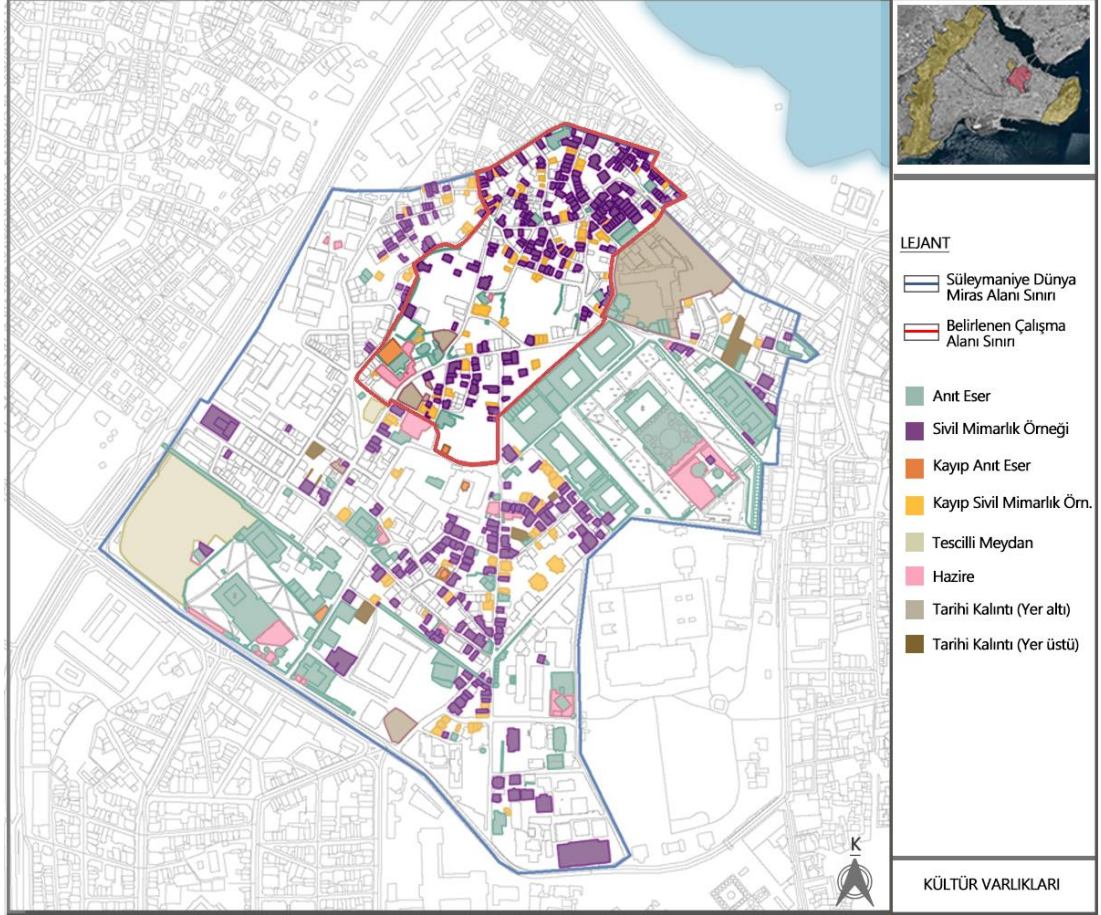 LEJANT
Süleymaniye Dünya
Miras Alanı Sınırı
Belirlenen Çalışma
Alanı Sınırı
Anıt Eser
Sivil Mimarlık Örneği
Kayıp Anıt Eser
Kayıp Sivil Mimarlık Örn.
Tescilli Meydan
Hazire
Tarihi Kalıntı (Yer altı)
Tarihi Kalıntı (Yer üstü)
K
KÜLTÜR VARLIKLARI